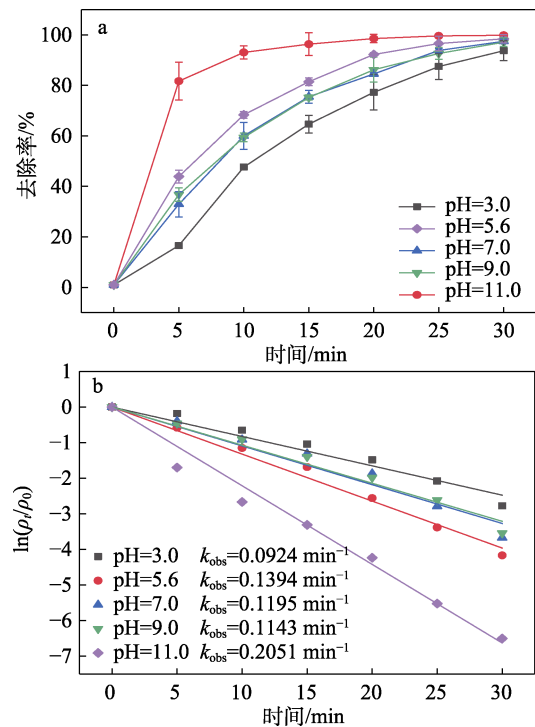 a
去除率/%
100
80
60
40
20
0
pH=3.0
pH=5.6
pH=7.0
pH=9.0
pH=11.0
0 5 10 15 20 25 30
时间/min
b
ln(ρt/ρ0)
0
−1
−2
−3
−4
−5
−6
−7
pH=3.0 kobs=0.0924 min−1
pH=5.6 kobs=0.1394 min−1
pH=7.0 kobs=0.1195 min−1
pH=9.0 kobs=0.1143 min−1
pH=11.0 kobs=0.2051 min−1
0 5 10 15 20 25 30
时间/min